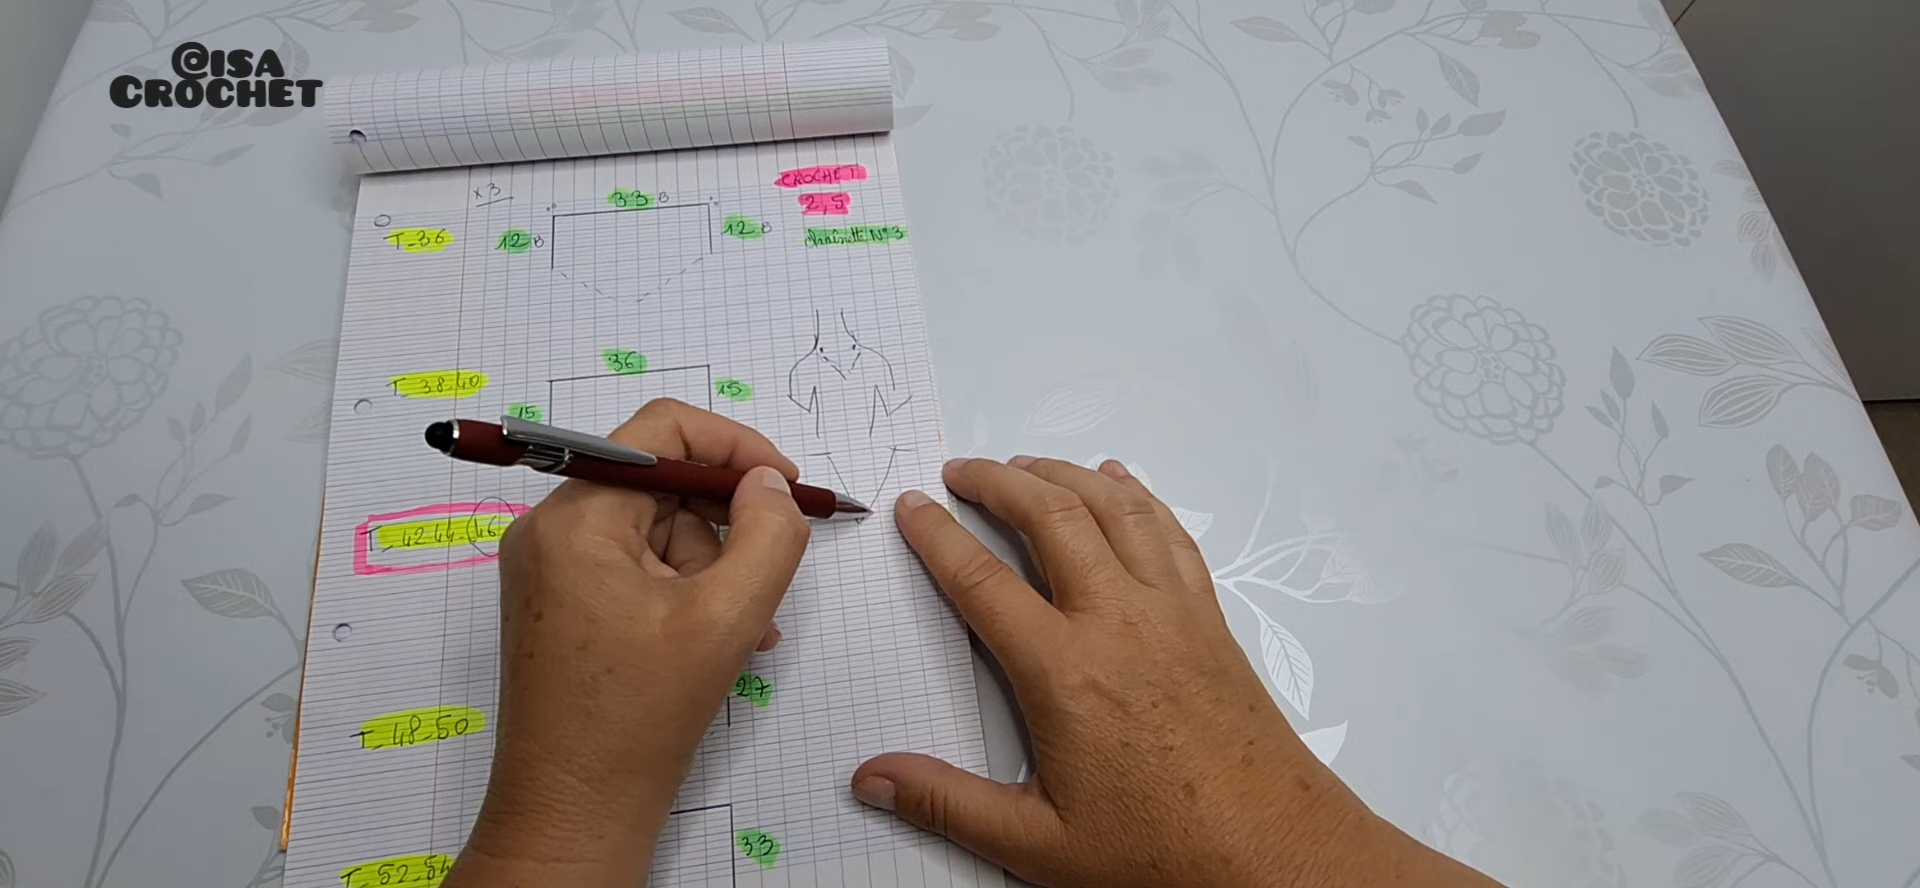 @ISA
CROCHET
x3
CROCHET
2,5
chaînette N°3
33 B
T_36
12 B
12 B
36
T_38_40
15
15
T_42_44_46
27
T_48_50
33
T_52_54